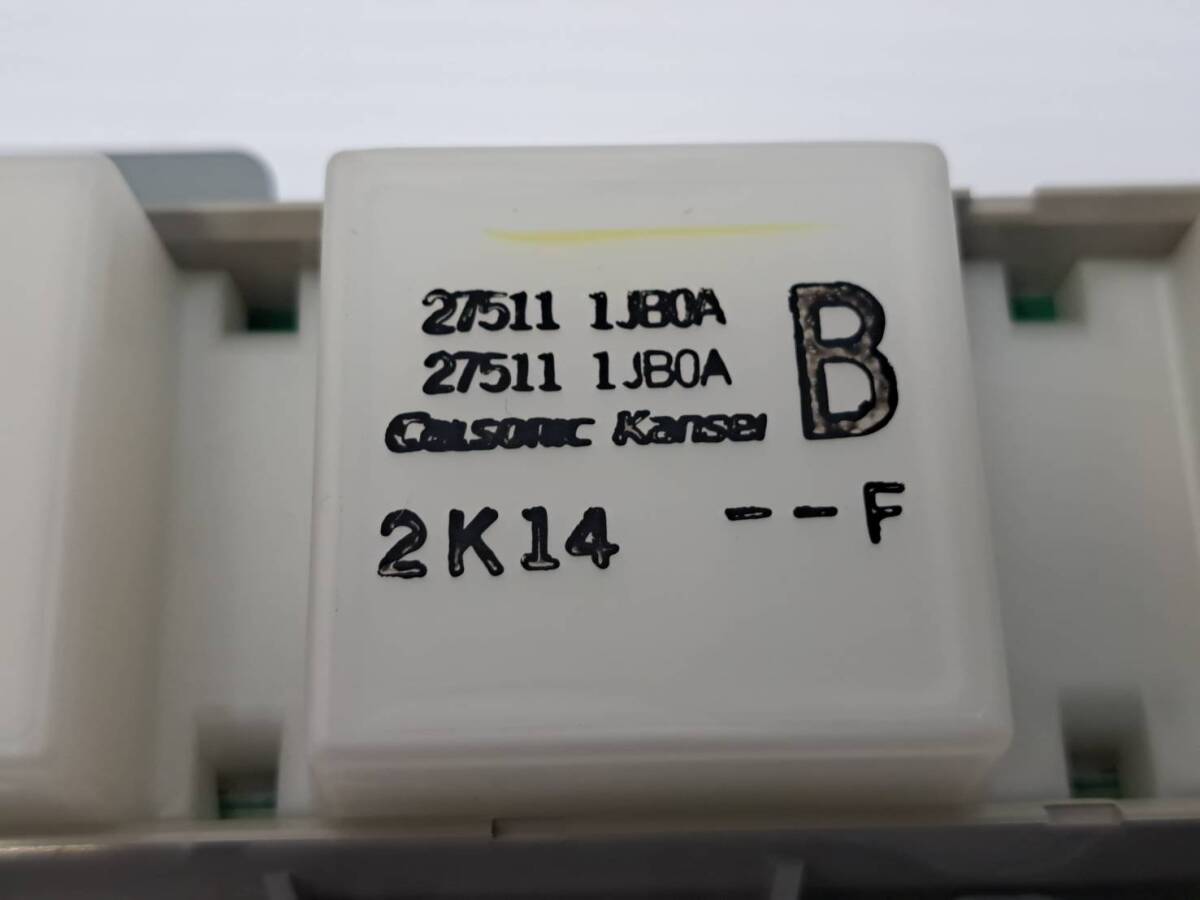 27511 1JB0A
27511 1JB0A
B
Calsonic Kansei
2K14 --F